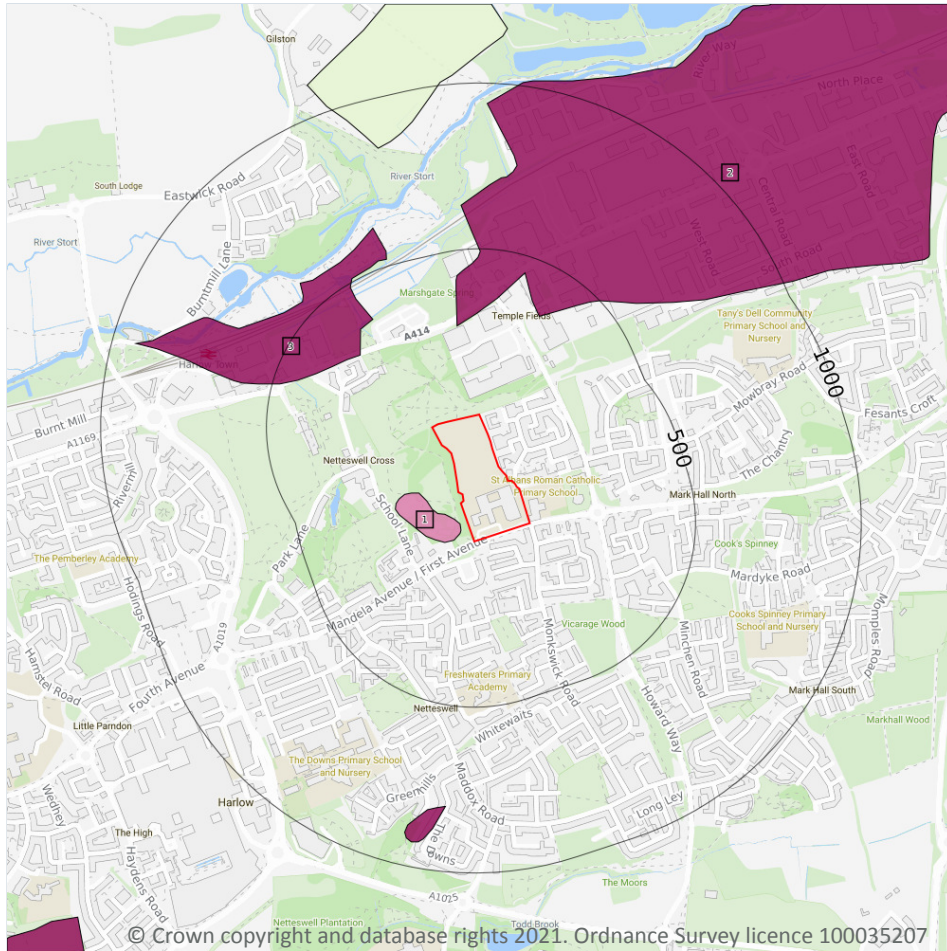 Gilston
River Way
North Place
South Lodge
Eastwick Road
River Stort
2
Central Road
East Road
River Stort
West Road
South Road
Burntmill Lane
Marshgate Spring
Temple Fields
Tany's Dell Community
Primary School and
Nursery
3
A414
Harlow Town
1000
Mowbray Road
Burnt Mill
A1169
Fesants Croft
500
The Chantry
Netteswell Cross
St Albans Roman Catholic
Primary School
Rivermill
Mark Hall North
School Lane
1
Park Lane
Cook's Spinney
The Pemberley Academy
Mandela Avenue / First Avenue
Mardyke Road
Hodings Road
A1019
Vicarage Wood
Cooks Spinney Primary
School and Nursery
Momples Road
Monkswick Road
Minchen Road
Hamstel Road
Fourth Avenue
Freshwaters Primary
Academy
Mark Hall South
Netteswell
Howard Way
Little Parndon
Whitewaits
Markhall Wood
The Downs Primary School
and Nursery
Wedhey
Harlow
Greenhills
Maddox Road
Long Ley
The High
The Downs
Haydens Road
A1025
The Moors
Netteswell Plantation
Todd Brook
© Crown copyright and database rights 2021. Ordnance Survey licence 100035207